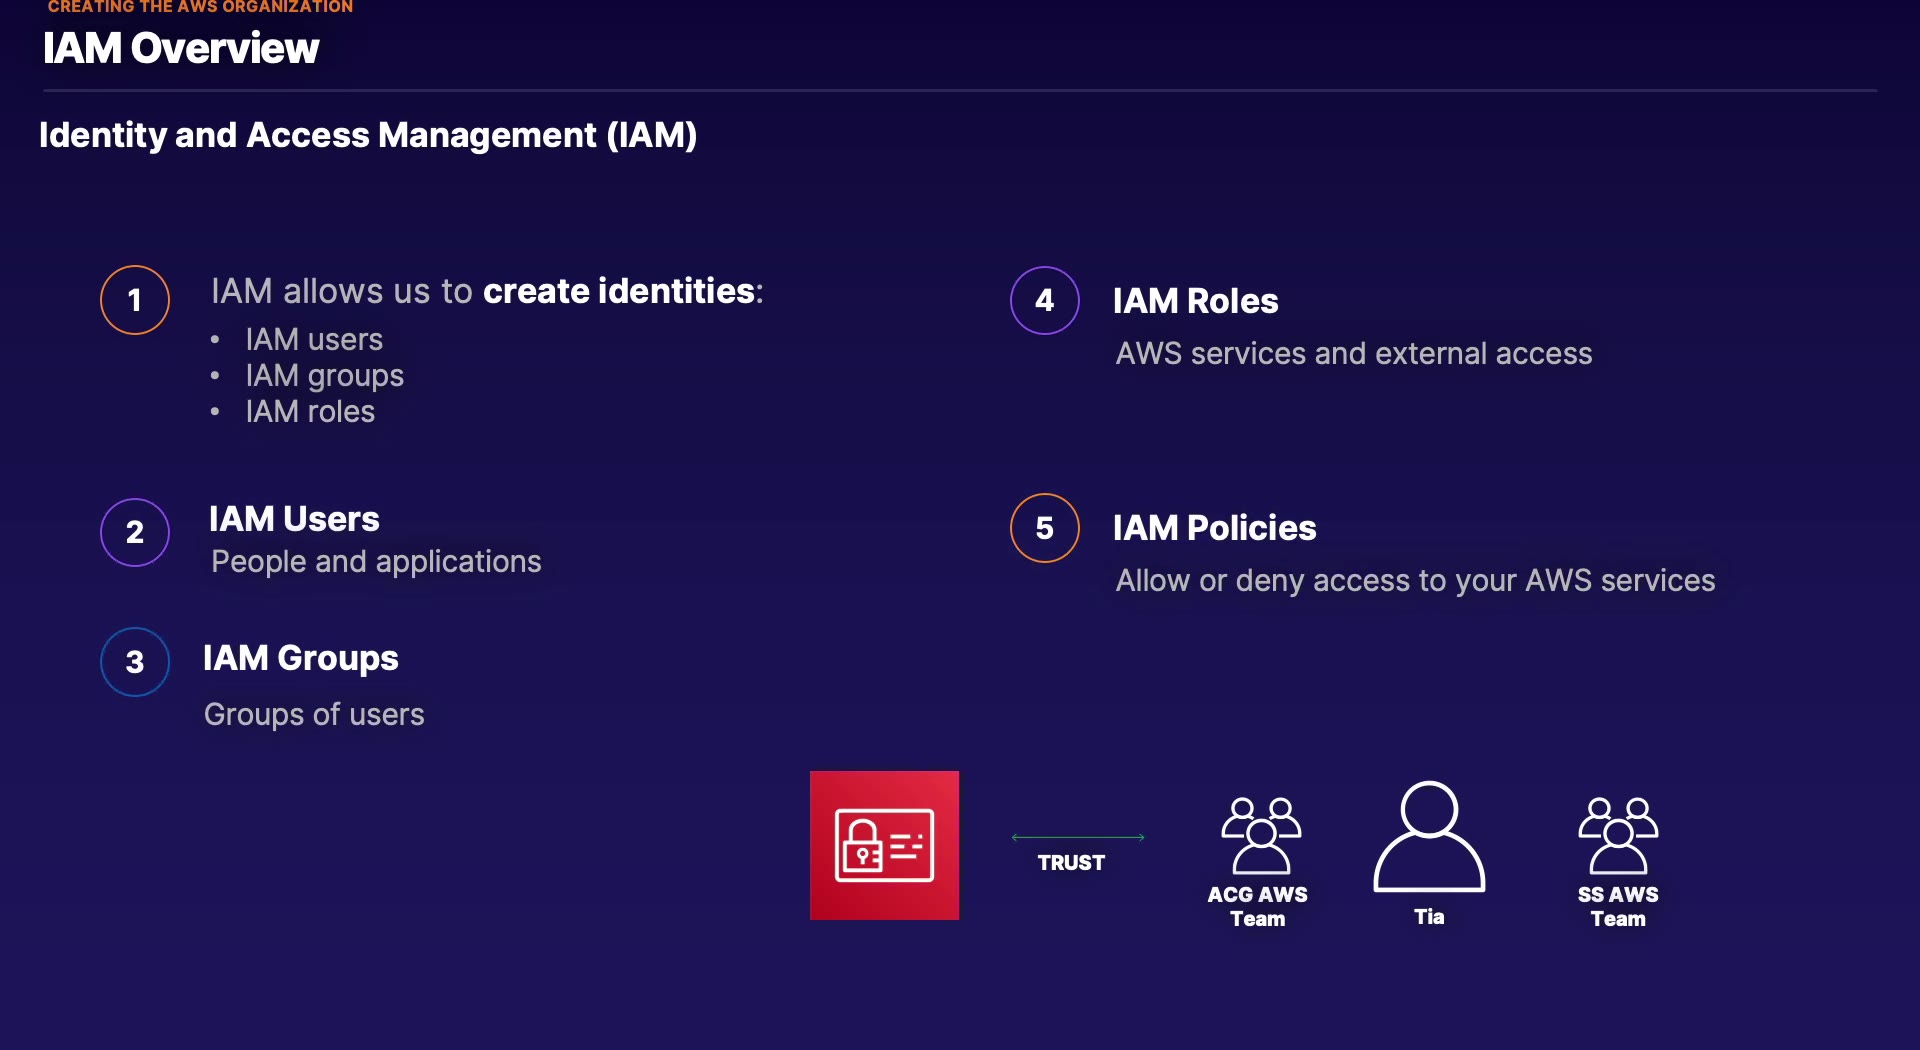 CREATING THE AWS ORGANIZATION
IAM Overview
Identity and Access Management (IAM)
1
IAM allows us to create identities:
• IAM users
• IAM groups
• IAM roles
2
IAM Users
People and applications
3
IAM Groups
Groups of users
4
IAM Roles
AWS services and external access
5
IAM Policies
Allow or deny access to your AWS services
TRUST
ACG AWS
Team
Tia
SS AWS
Team